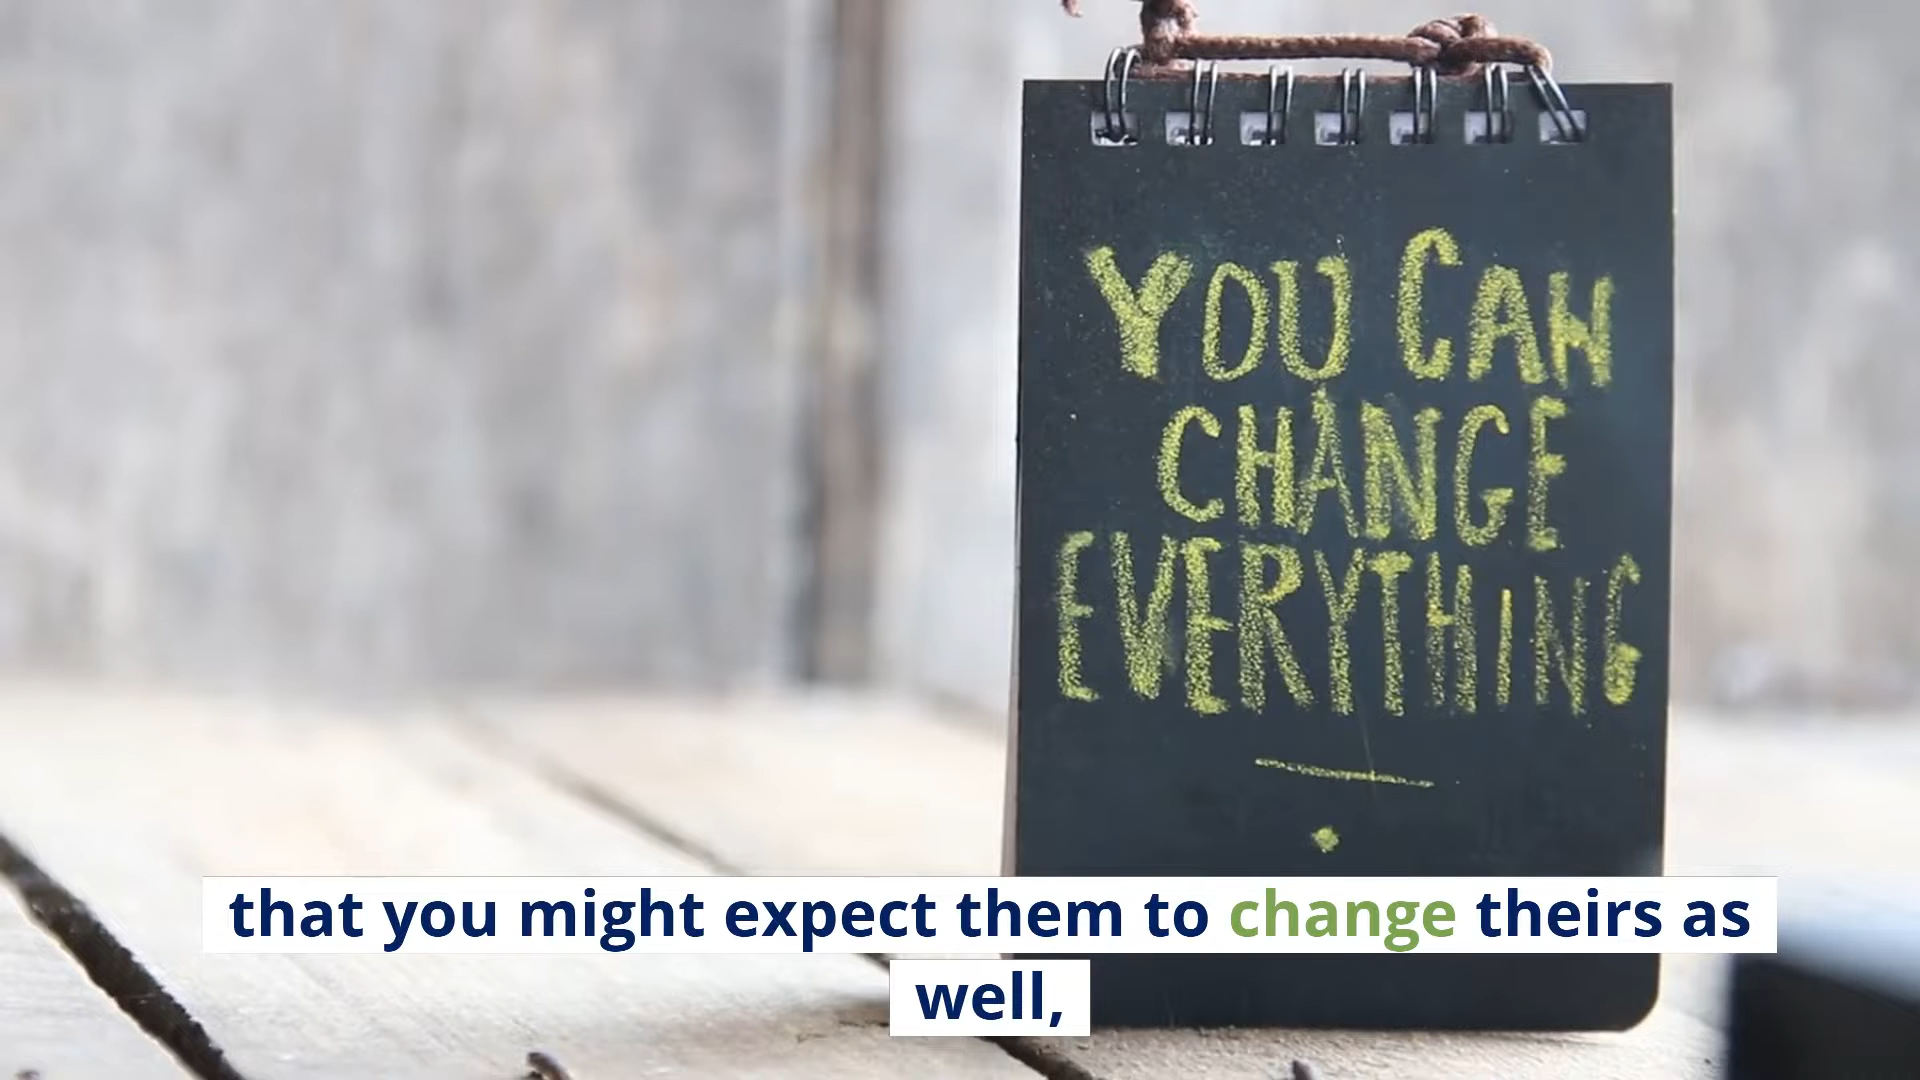 YOU CAN
CHANGE
EVERYTHING
that you might expect them to change theirs as
well,